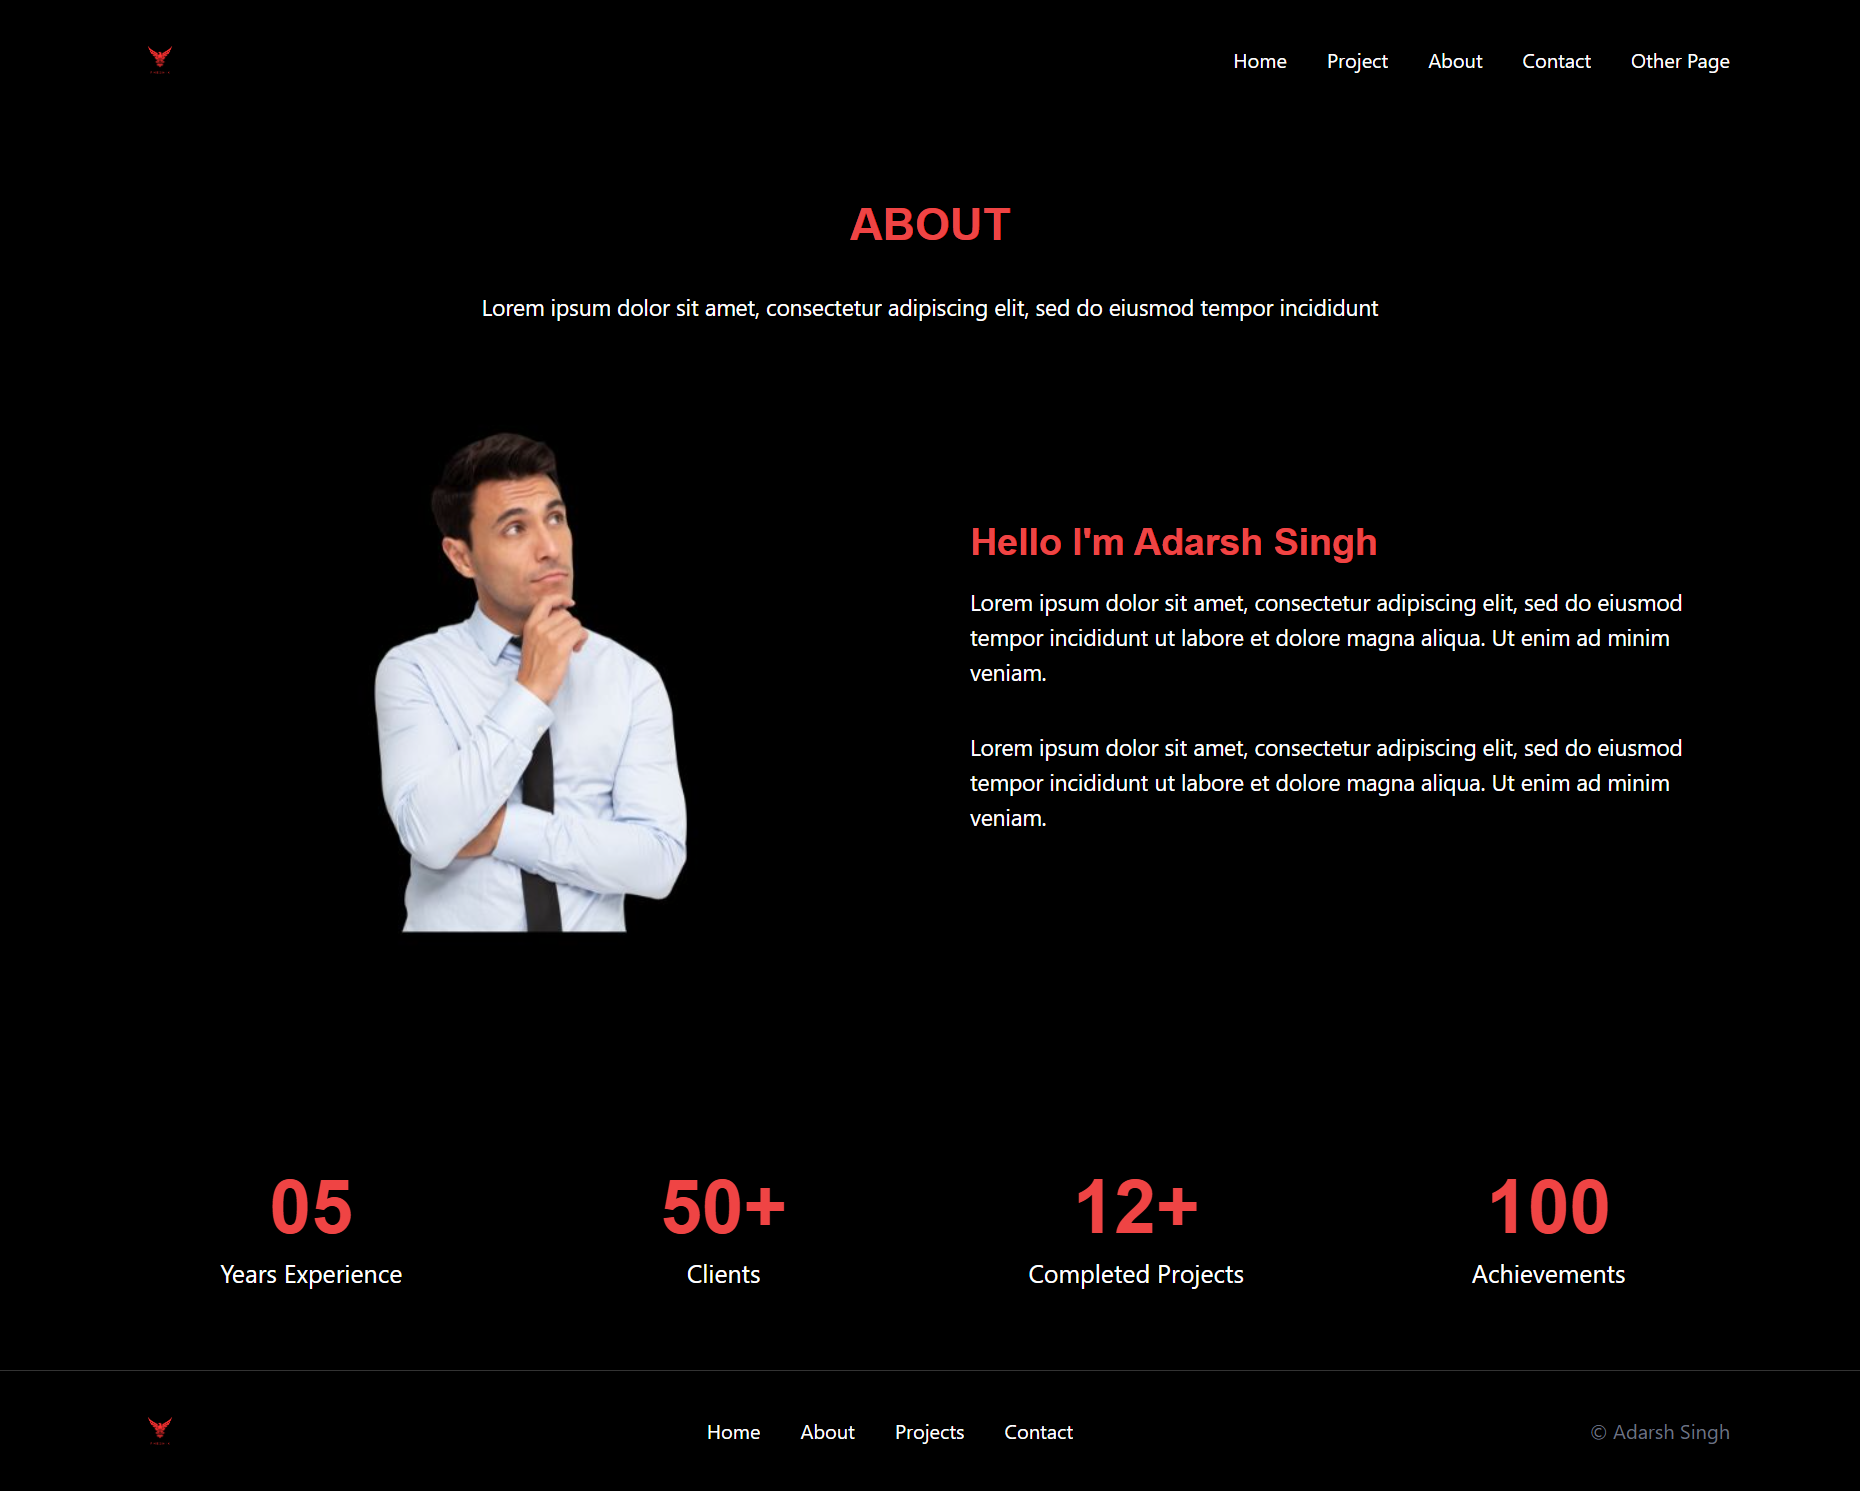 Home Project About Contact Other Page
ABOUT
Lorem ipsum dolor sit amet, consectetur adipiscing elit, sed do eiusmod tempor incididunt
Hello I'm Adarsh Singh
Lorem ipsum dolor sit amet, consectetur adipiscing elit, sed do eiusmod
tempor incididunt ut labore et dolore magna aliqua. Ut enim ad minim
veniam.
Lorem ipsum dolor sit amet, consectetur adipiscing elit, sed do eiusmod
tempor incididunt ut labore et dolore magna aliqua. Ut enim ad minim
veniam.
05 50+ 12+ 100
Years Experience Clients Completed Projects Achievements
Home About Projects Contact © Adarsh Singh